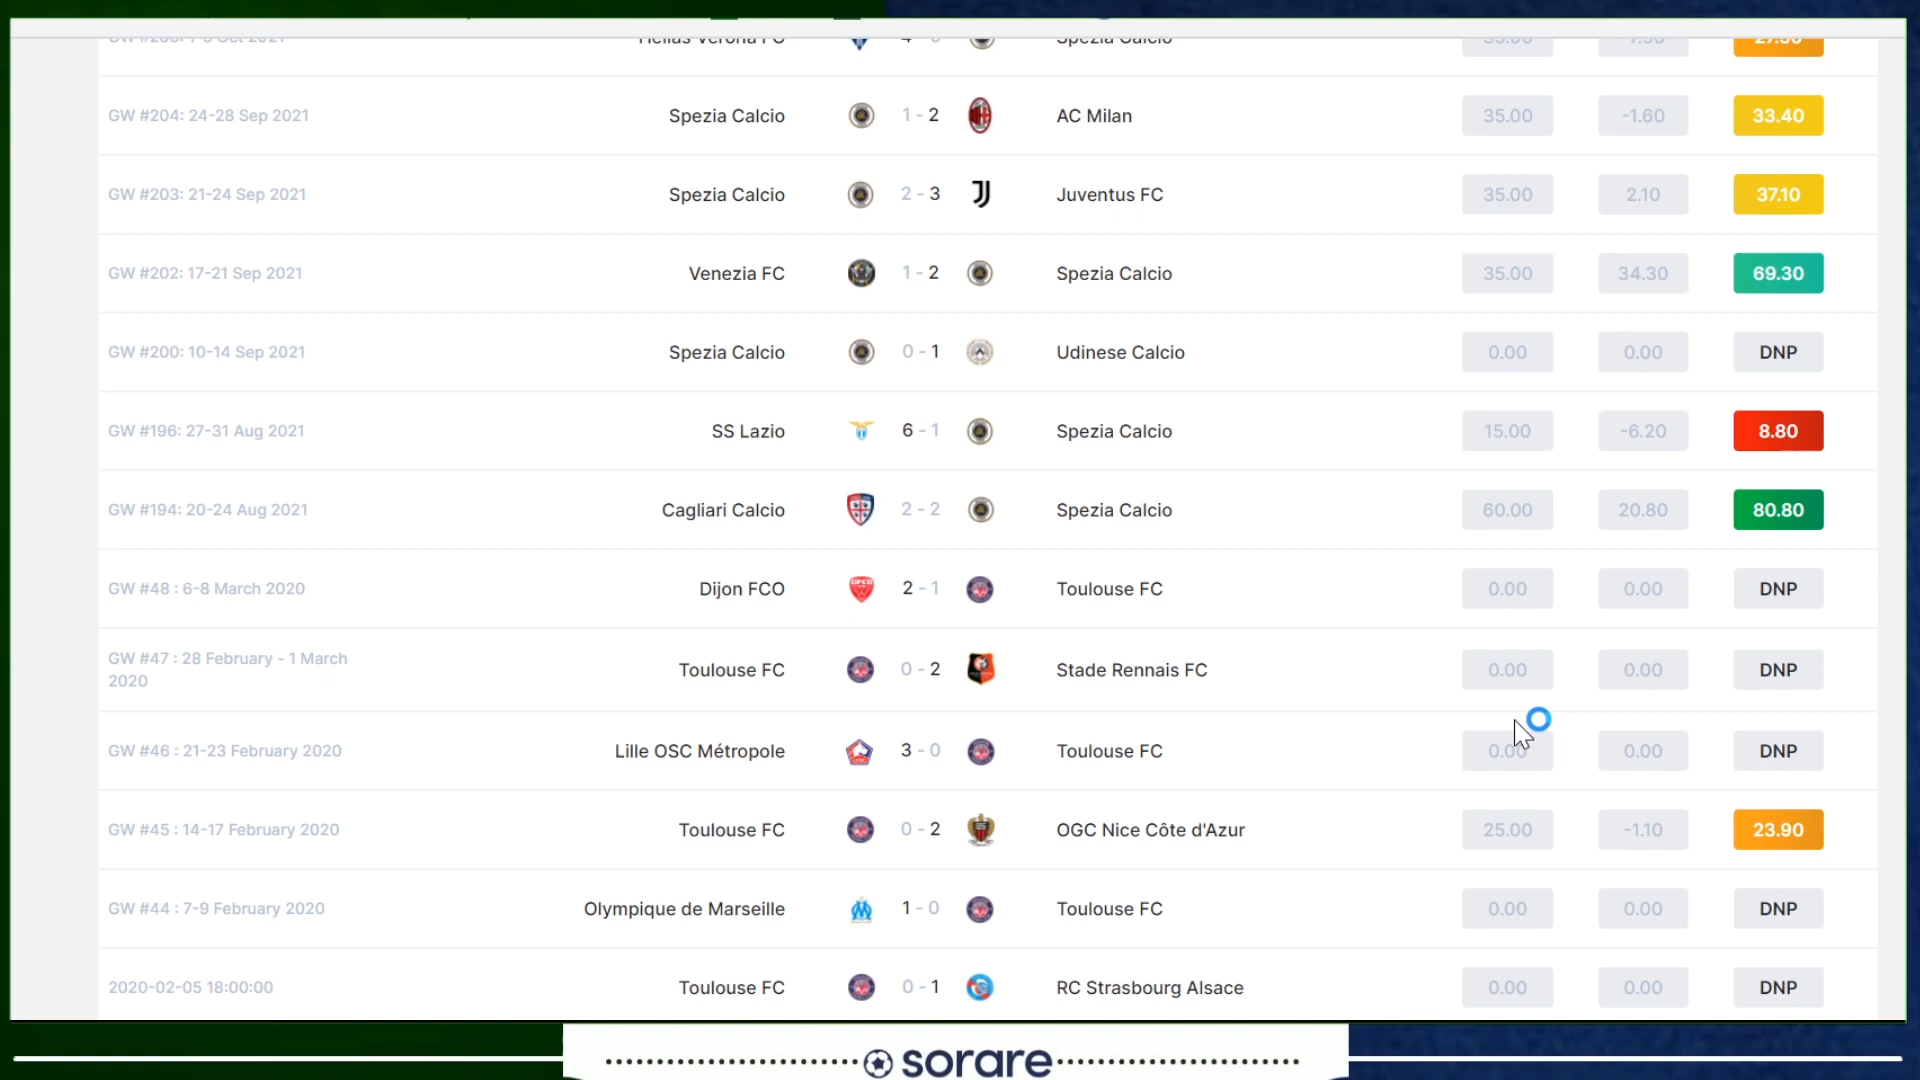 Hellas Verona FC 4 - 0 Spezia Calcio 27.50
GW #204: 24-28 Sep 2021 Spezia Calcio 1 - 2 AC Milan 35.00 -1.60 33.40
GW #203: 21-24 Sep 2021 Spezia Calcio 2 - 3 Juventus FC 35.00 2.10 37.10
GW #202: 17-21 Sep 2021 Venezia FC 1 - 2 Spezia Calcio 35.00 34.30 69.30
GW #200: 10-14 Sep 2021 Spezia Calcio 0 - 1 Udinese Calcio 0.00 0.00 DNP
GW #196: 27-31 Aug 2021 SS Lazio 6 - 1 Spezia Calcio 15.00 -6.20 8.80
GW #194: 20-24 Aug 2021 Cagliari Calcio 2 - 2 Spezia Calcio 60.00 20.80 80.80
GW #48 : 6-8 March 2020 Dijon FCO 2 - 1 Toulouse FC 0.00 0.00 DNP
GW #47 : 28 February - 1 March
2020 Toulouse FC 0 - 2 Stade Rennais FC 0.00 0.00 DNP
GW #46 : 21-23 February 2020 Lille OSC Métropole 3 - 0 Toulouse FC 0.00 0.00 DNP
GW #45 : 14-17 February 2020 Toulouse FC 0 - 2 OGC Nice Côte d'Azur 25.00 -1.10 23.90
GW #44 : 7-9 February 2020 Olympique de Marseille 1 - 0 Toulouse FC 0.00 0.00 DNP
2020-02-05 18:00:00 Toulouse FC 0 - 1 RC Strasbourg Alsace 0.00 0.00 DNP
sorare